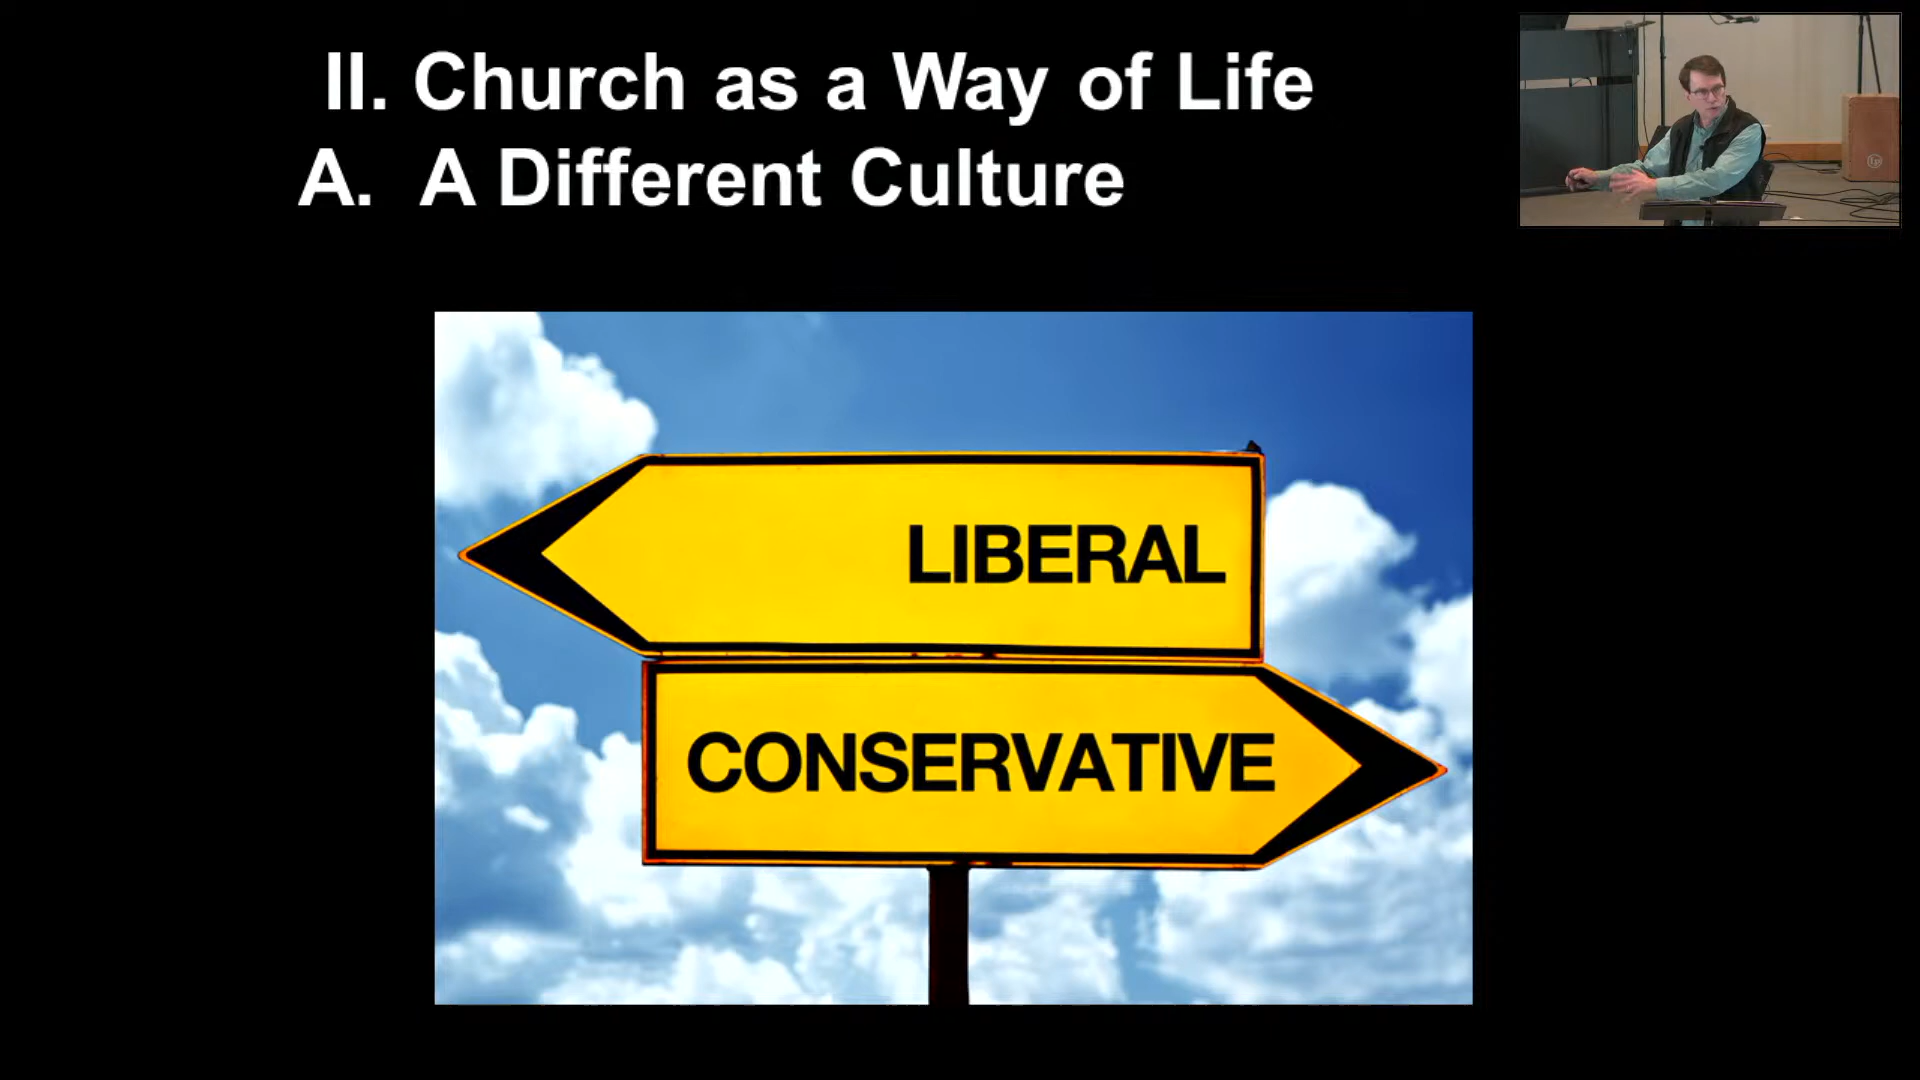 II. Church as a Way of Life
A. A Different Culture
LIBERAL
CONSERVATIVE